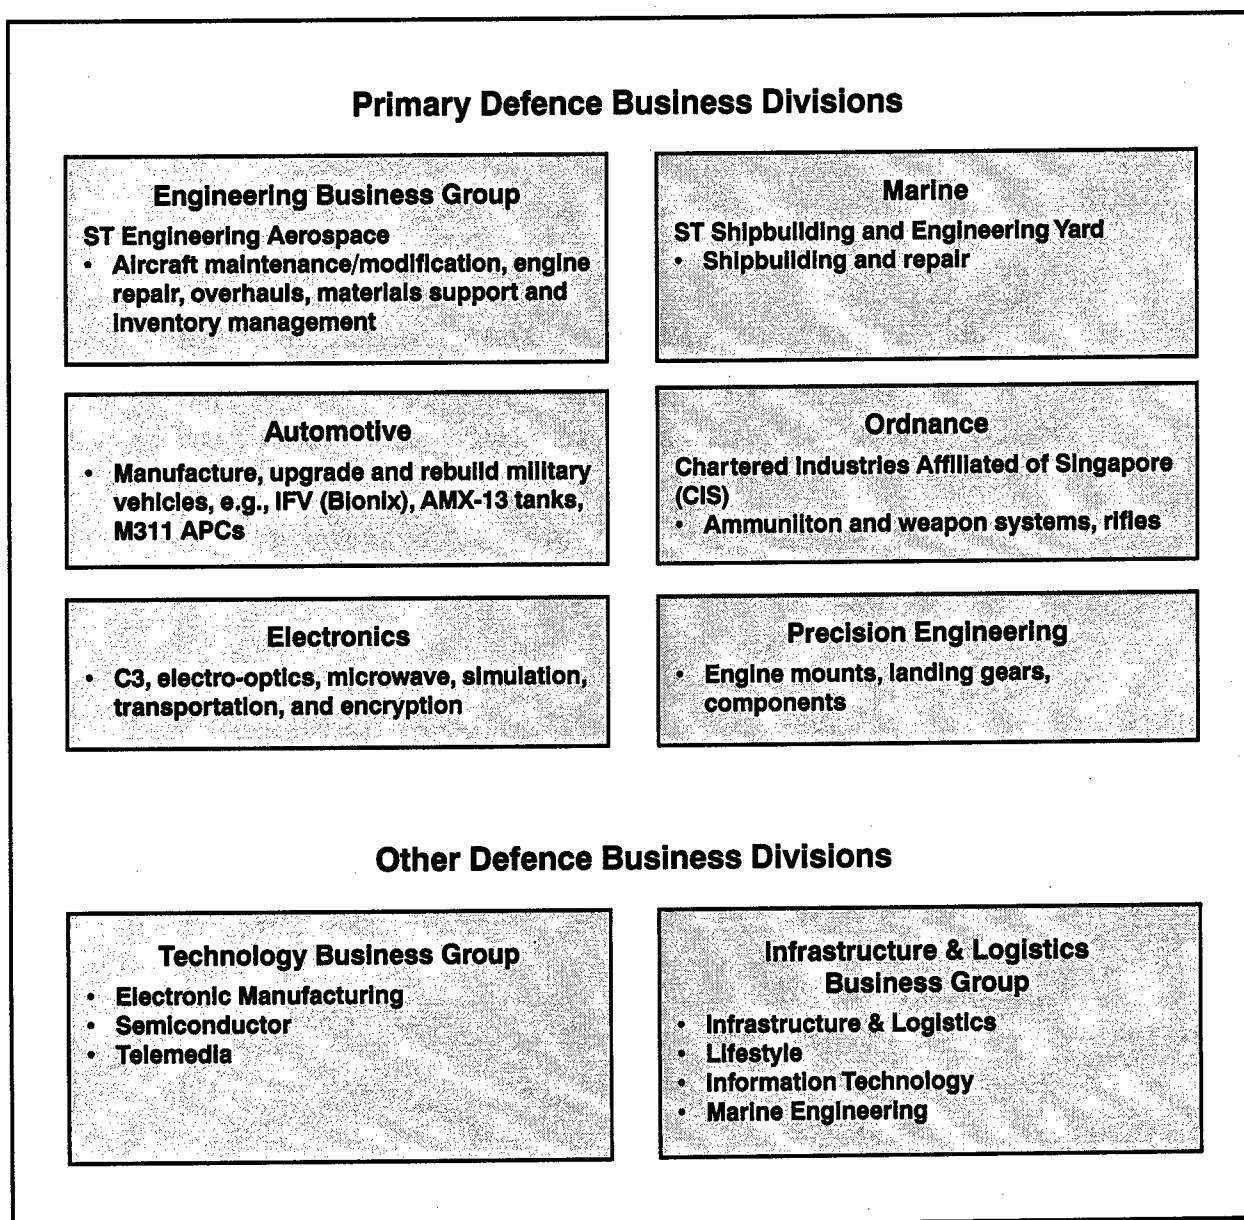 Primary Defence Business Divisions
Engineering Business Group
ST Engineering Aerospace
• Aircraft maintenance/modification, engine
repair, overhauls, materials support and
inventory management
Marine
ST Shipbuilding and Engineering Yard
• Shipbuilding and repair
Automotive
• Manufacture, upgrade and rebuild military
vehicles, e.g., IFV (Bionix), AMX-13 tanks,
M311 APCs
Ordnance
Chartered Industries Affiliated of Singapore
(CIS)
• Ammunilton and weapon systems, rifles
Electronics
• C3, electro-optics, microwave, simulation,
transportation, and encryption
Precision Engineering
• Engine mounts, landing gears,
components
Other Defence Business Divisions
Technology Business Group
• Electronic Manufacturing
• Semiconductor
• Telemedia
Infrastructure & Logistics
Business Group
• Infrastructure & Logistics
• Lifestyle
• Information Technology
• Marine Engineering